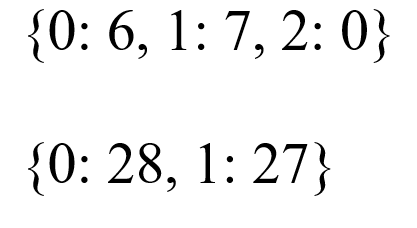 {0: 6, 1: 7, 2: 0}
{0: 28, 1: 27}